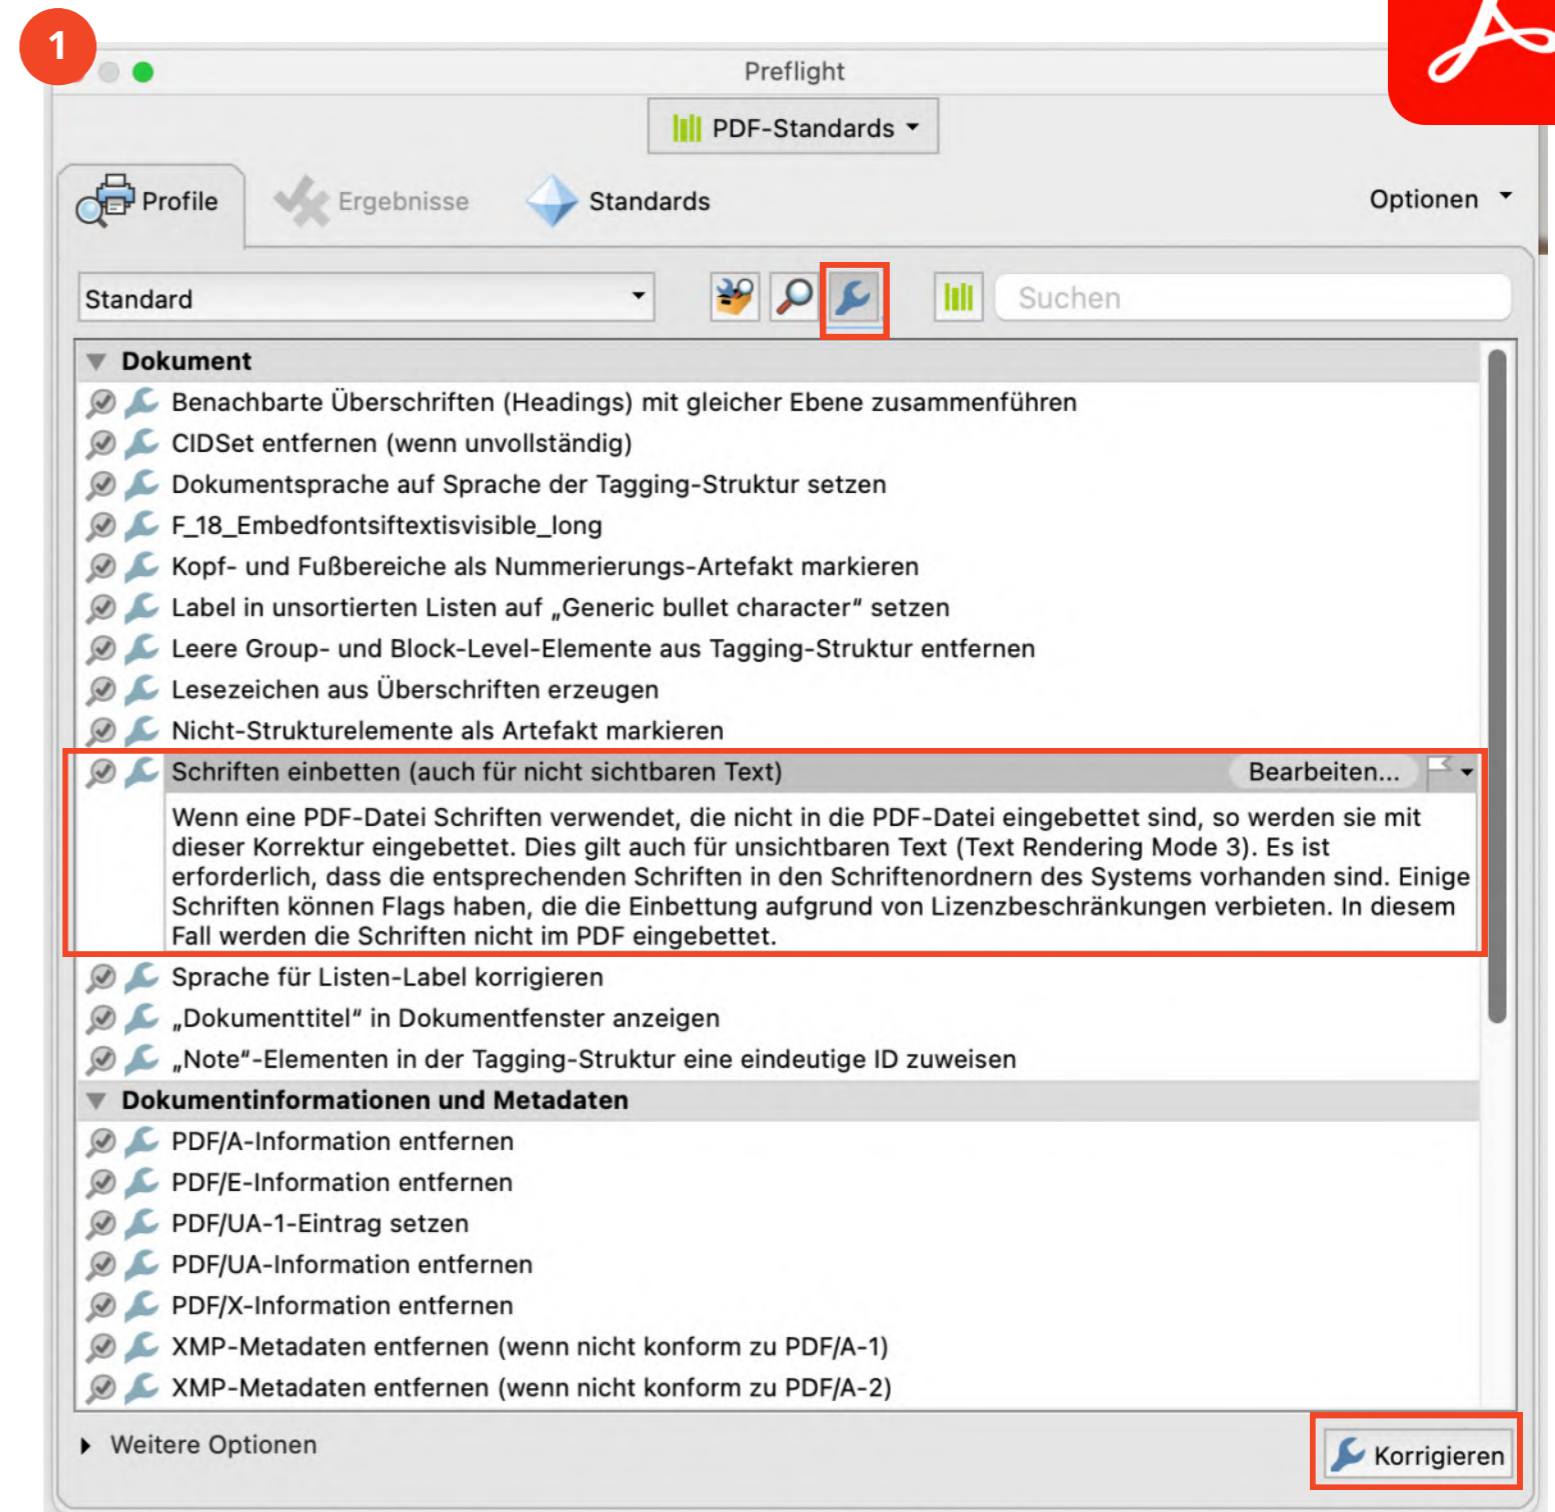 1
Preflight
PDF-Standards
Profile
Ergebnisse
Standards
Optionen
Standard
Suchen
Dokument
Benachbarte Überschriften (Headings) mit gleicher Ebene zusammenführen
CIDSet entfernen (wenn unvollständig)
Dokumentsprache auf Sprache der Tagging-Struktur setzen
F_18_Embedfontsiftextisvisible_long
Kopf- und Fußbereiche als Nummerierungs-Artefakt markieren
Label in unsortierten Listen auf „Generic bullet character“ setzen
Leere Group- und Block-Level-Elemente aus Tagging-Struktur entfernen
Lesezeichen aus Überschriften erzeugen
Nicht-Strukturelemente als Artefakt markieren
Schriften einbetten (auch für nicht sichtbaren Text) Bearbeiten...
Wenn eine PDF-Datei Schriften verwendet, die nicht in die PDF-Datei eingebettet sind, so werden sie mit
dieser Korrektur eingebettet. Dies gilt auch für unsichtbaren Text (Text Rendering Mode 3). Es ist
erforderlich, dass die entsprechenden Schriften in den Schriftenordnern des Systems vorhanden sind. Einige
Schriften können Flags haben, die die Einbettung aufgrund von Lizenzbeschränkungen verbieten. In diesem
Fall werden die Schriften nicht im PDF eingebettet.
Sprache für Listen-Label korrigieren
„Dokumenttitel“ in Dokumentfenster anzeigen
„Note“-Elementen in der Tagging-Struktur eine eindeutige ID zuweisen
Dokumentinformationen und Metadaten
PDF/A-Information entfernen
PDF/E-Information entfernen
PDF/UA-1-Eintrag setzen
PDF/UA-Information entfernen
PDF/X-Information entfernen
XMP-Metadaten entfernen (wenn nicht konform zu PDF/A-1)
XMP-Metadaten entfernen (wenn nicht konform zu PDF/A-2)
Weitere Optionen
Korrigieren